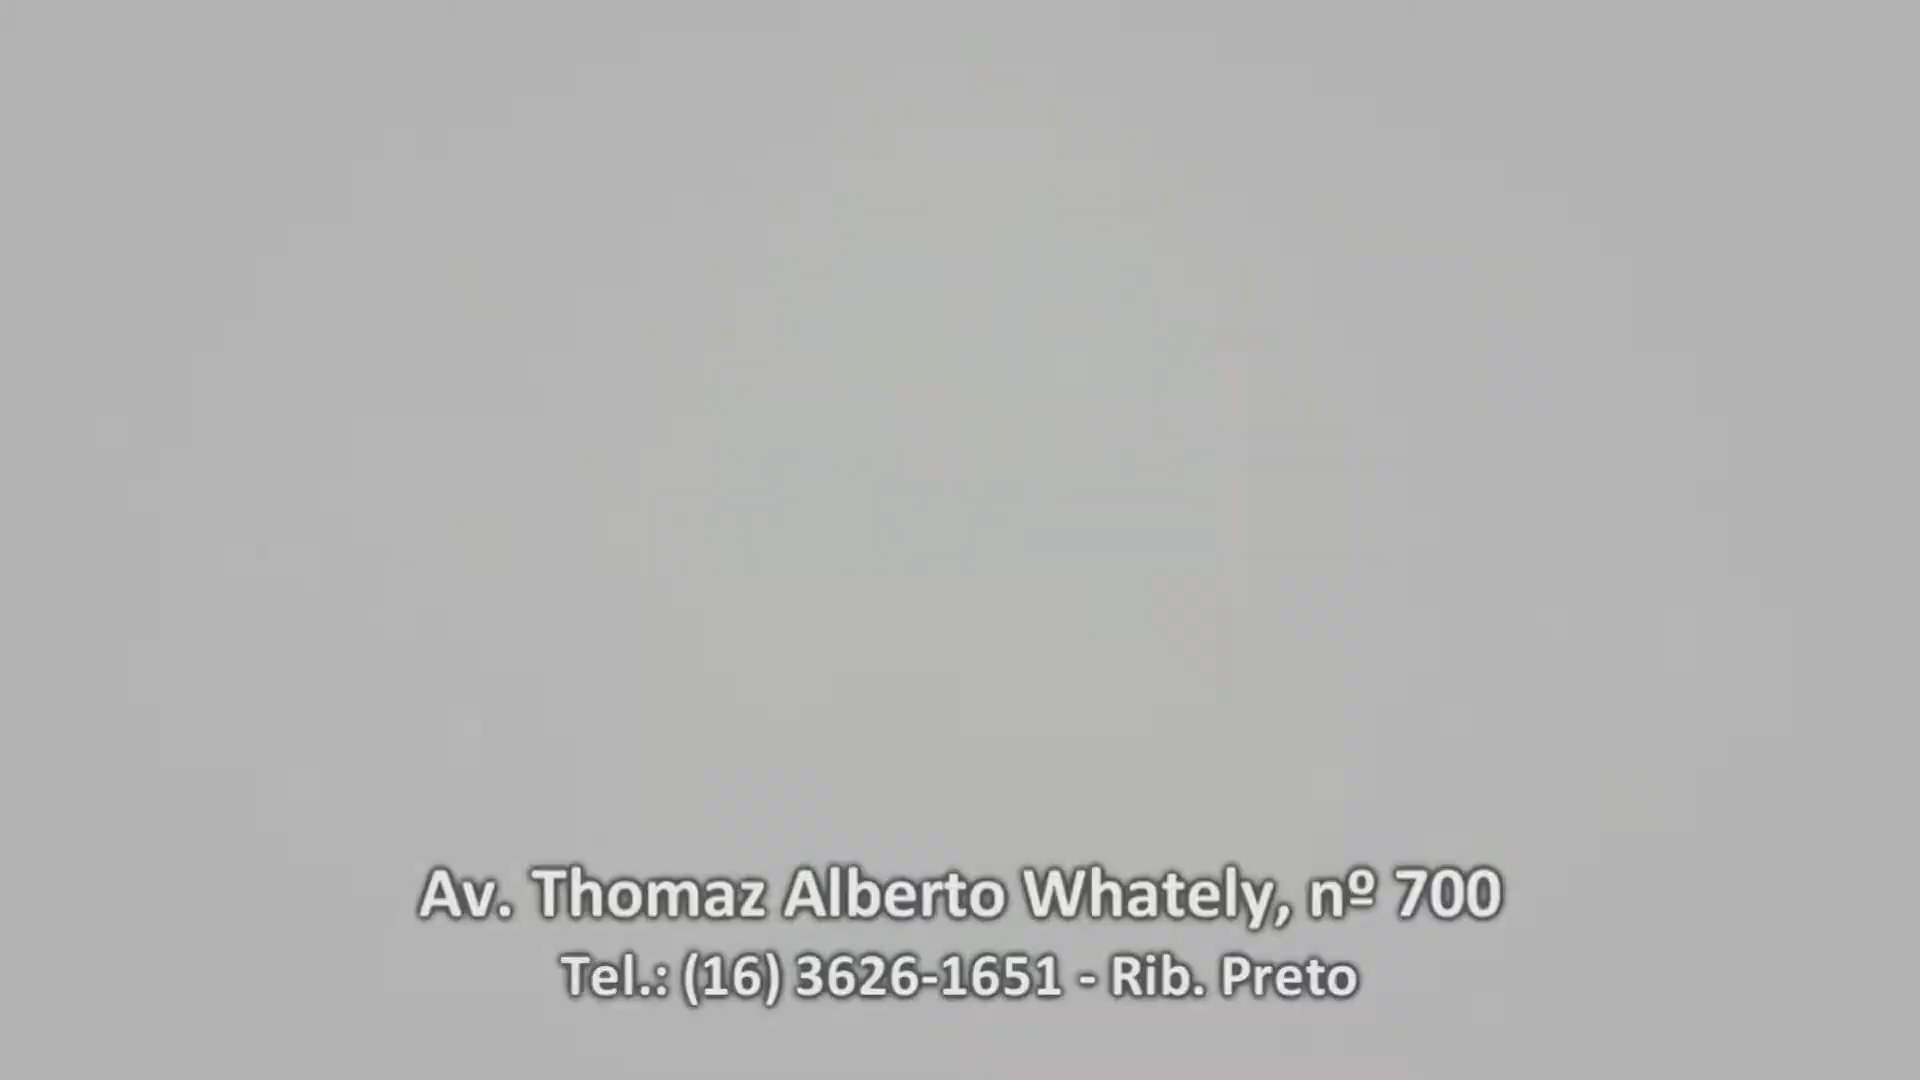 Av. Thomaz Alberto Whately, nº 700
Tel.: (16) 3626-1651 - Rib. Preto